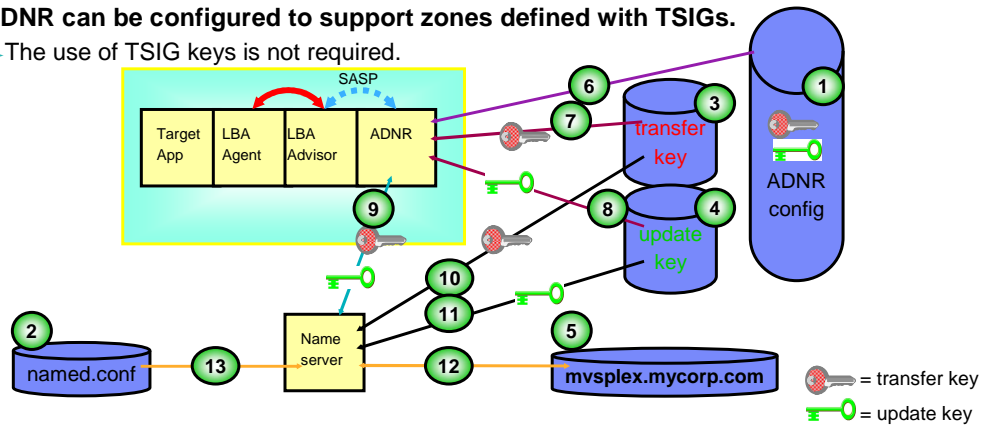 DNR can be configured to support zones defined with TSIGs.
The use of TSIG keys is not required.
SASP
6
1
3
7
Target App
LBA Agent
LBA Advisor
ADNR
transfer key
ADNR config
9
8
4
update key
10
11
2
Name server
5
named.conf
13
12
mvsplex.mycorp.com
= transfer key
= update key